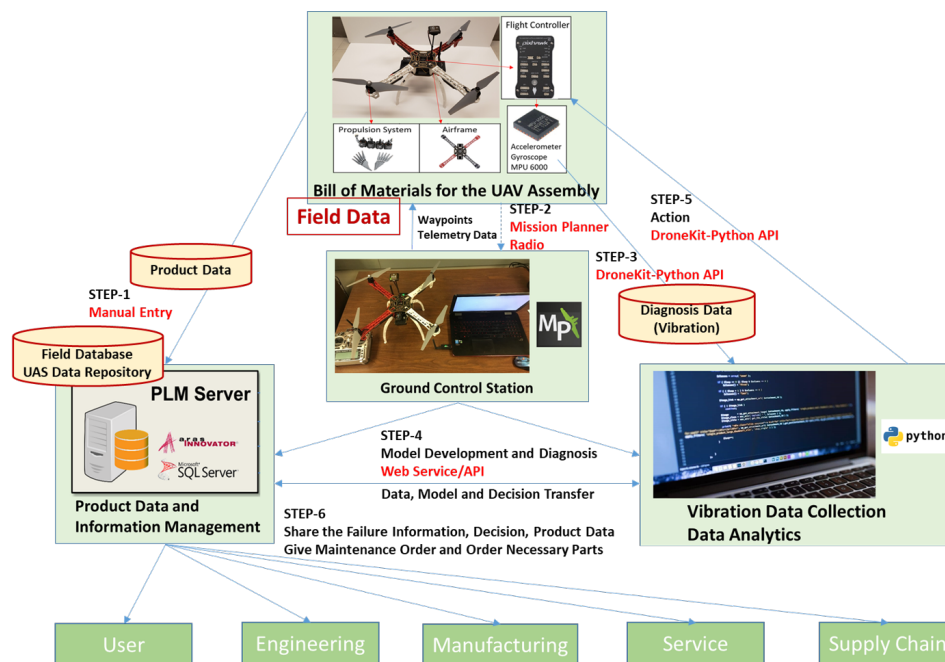 Flight Controller
Propulsion System
Airframe
Accelerometer
Gyroscope
MPU 6000
Bill of Materials for the UAV Assembly
Field Data
Waypoints
Telemetry Data
STEP-2
Mission Planner
Radio
STEP-5
Action
DroneKit-Python API
STEP-3
DroneKit-Python API
Product Data
STEP-1
Manual Entry
Diagnosis Data
(Vibration)
Field Database
UAS Data Repository
MP
Ground Control Station
PLM Server
aras
INNOVATOR
Microsoft
SQL Server
Product Data and
Information Management
STEP-4
Model Development and Diagnosis
Web Service/API
Data, Model and Decision Transfer
python
Vibration Data Collection
Data Analytics
STEP-6
Share the Failure Information, Decision, Product Data
Give Maintenance Order and Order Necessary Parts
User
Engineering
Manufacturing
Service
Supply Chain